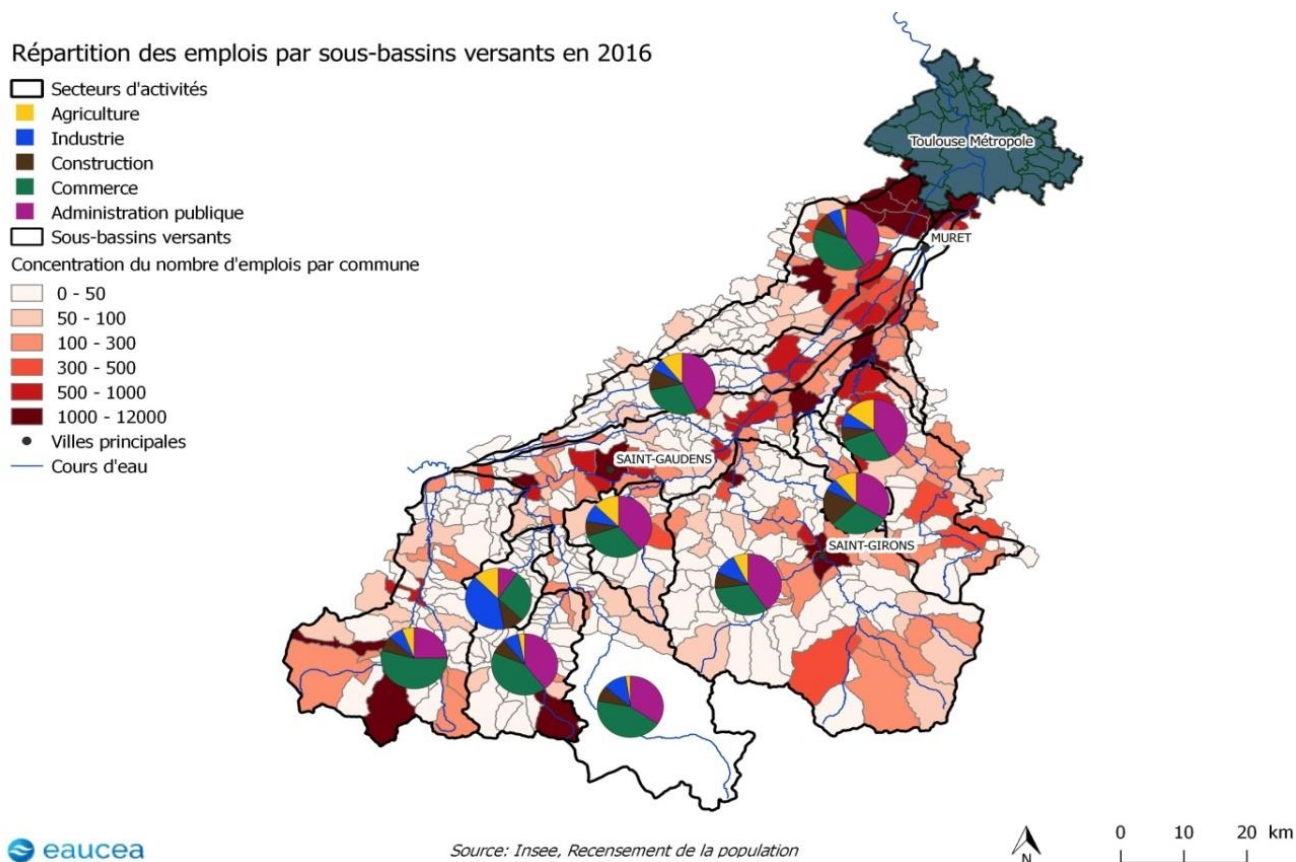 Répartition des emplois par sous-bassins versants en 2016
Secteurs d'activités
Agriculture
Industrie
Construction
Commerce
Administration publique
Sous-bassins versants
Concentration du nombre d'emplois par commune
0 - 50
50 - 100
100 - 300
300 - 500
500 - 1000
1000 - 12000
Villes principales
Cours d'eau
Toulouse Métropole
MURET
SAINT-GAUDENS
SAINT-GIRONS
eaucea
Source: Insee, Recensement de la population
N
0 10 20 km